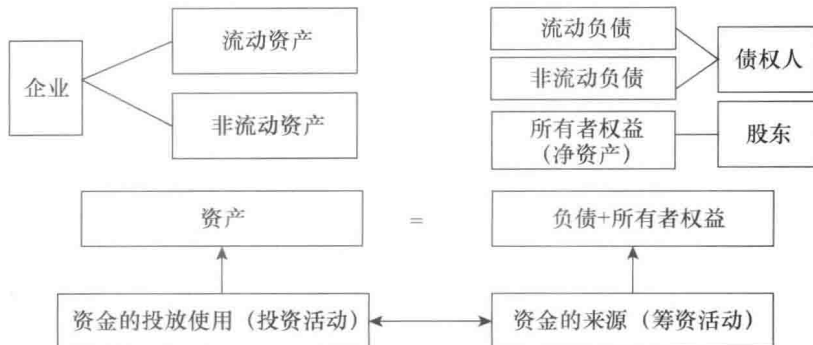 企业
流动资产
非流动资产
流动负债
非流动负债
所有者权益
(净资产)
债权人
股东
资产
=
负债+所有者权益
资金的投放使用（投资活动）
资金的来源（筹资活动）